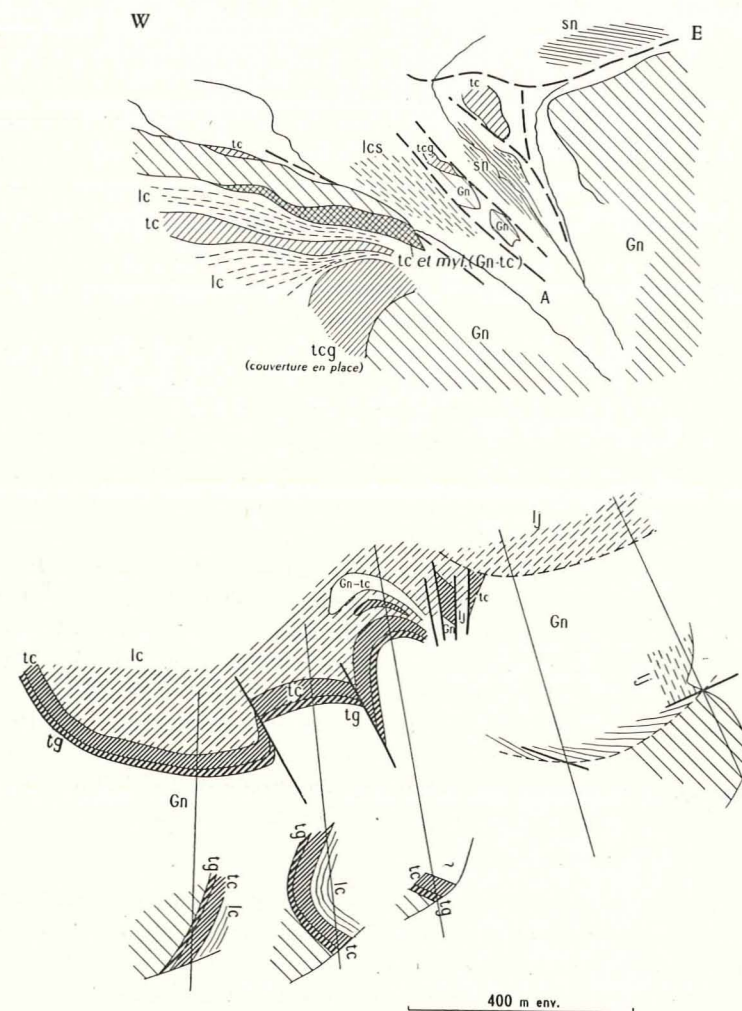 W
sn
E
tc
tc
lcs
tcg
lc
sn
Gn
tc
Gn
Gn
tc et myl.(Gn-tc)
lc
A
Gn
tcg
(couverture en place)
lj
Gn-tc
tc
Gn
lj
Gn
tc
lc
tc
lj
tg
tg
Gn
tg
tc
lc
tg
lc
tc
tc
tg
400 m env.